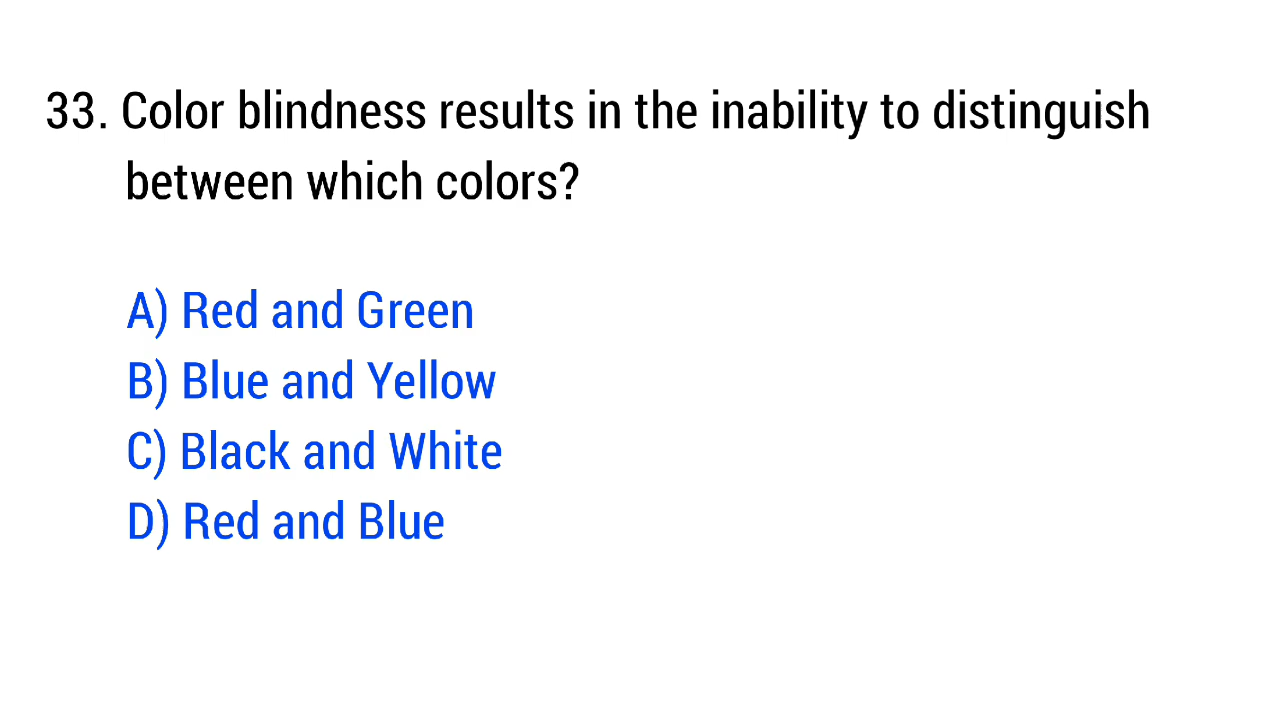 33. Color blindness results in the inability to distinguish
between which colors?
A) Red and Green
B) Blue and Yellow
C) Black and White
D) Red and Blue